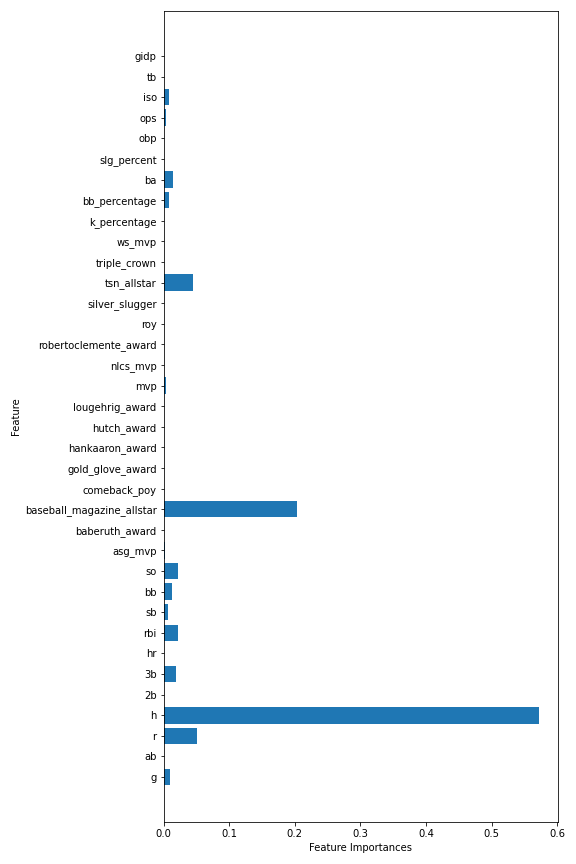 gidp
tb
iso
ops
obp
slg_percent
ba
bb_percentage
k_percentage
ws_mvp
triple_crown
tsn_allstar
silver_slugger
roy
robertoclemente_award
nlcs_mvp
mvp
lougehrig_award
hutch_award
hankaaron_award
gold_glove_award
comeback_poy
baseball_magazine_allstar
baberuth_award
asg_mvp
so
bb
sb
rbi
hr
3b
2b
h
r
ab
g
Feature
0.0 0.1 0.2 0.3 0.4 0.5 0.6
Feature Importances